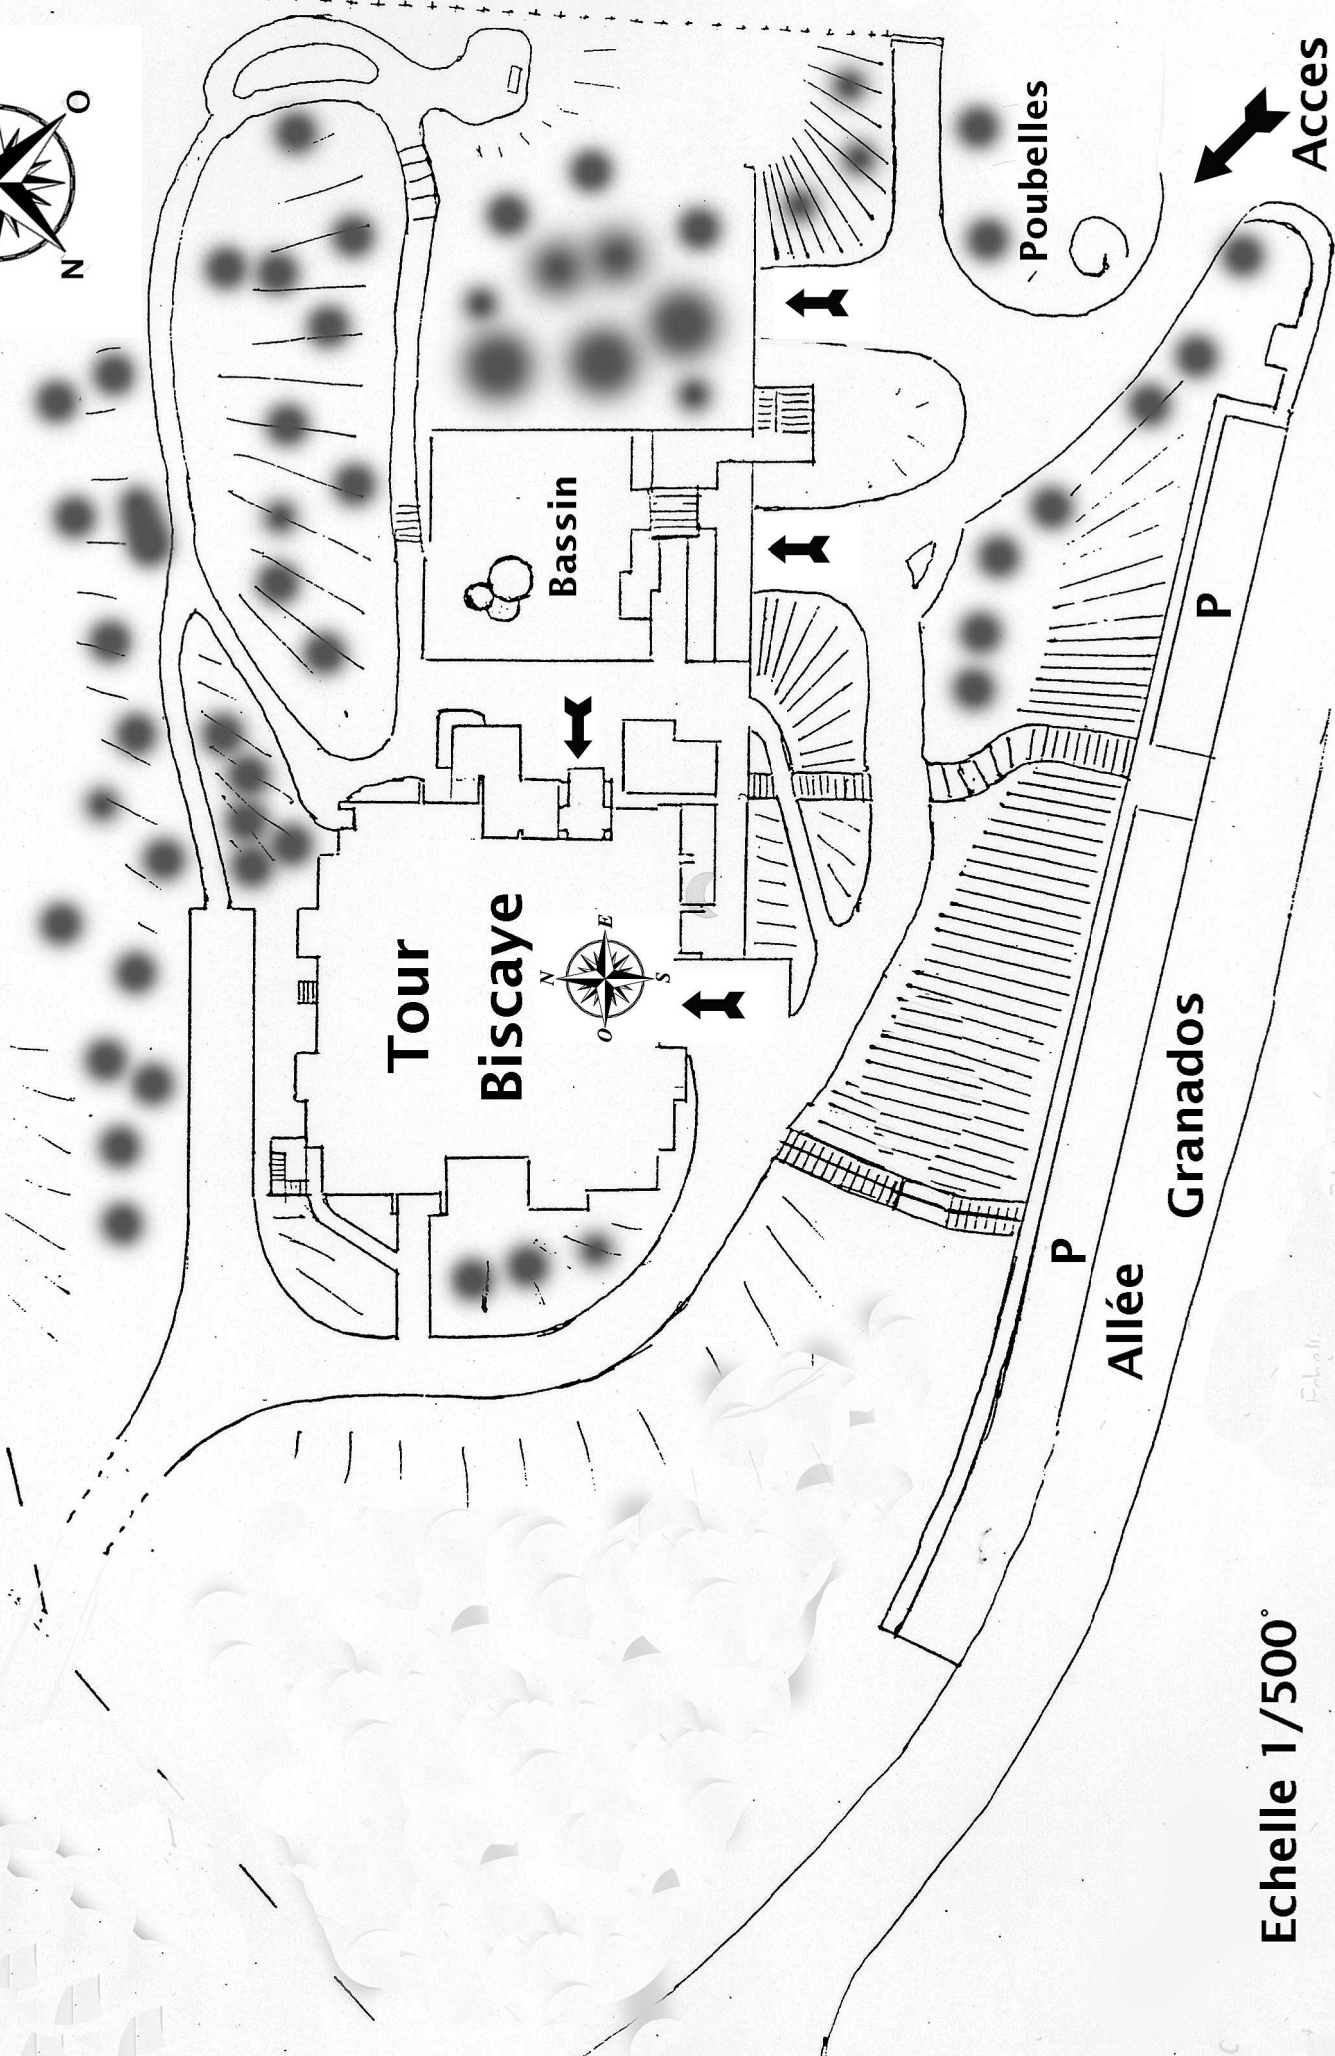 O
N
Acces
Poubelles
Bassin
P
Tour
Biscaye
N
E
S
O
P
Allée
Granados
Echelle 1/500°